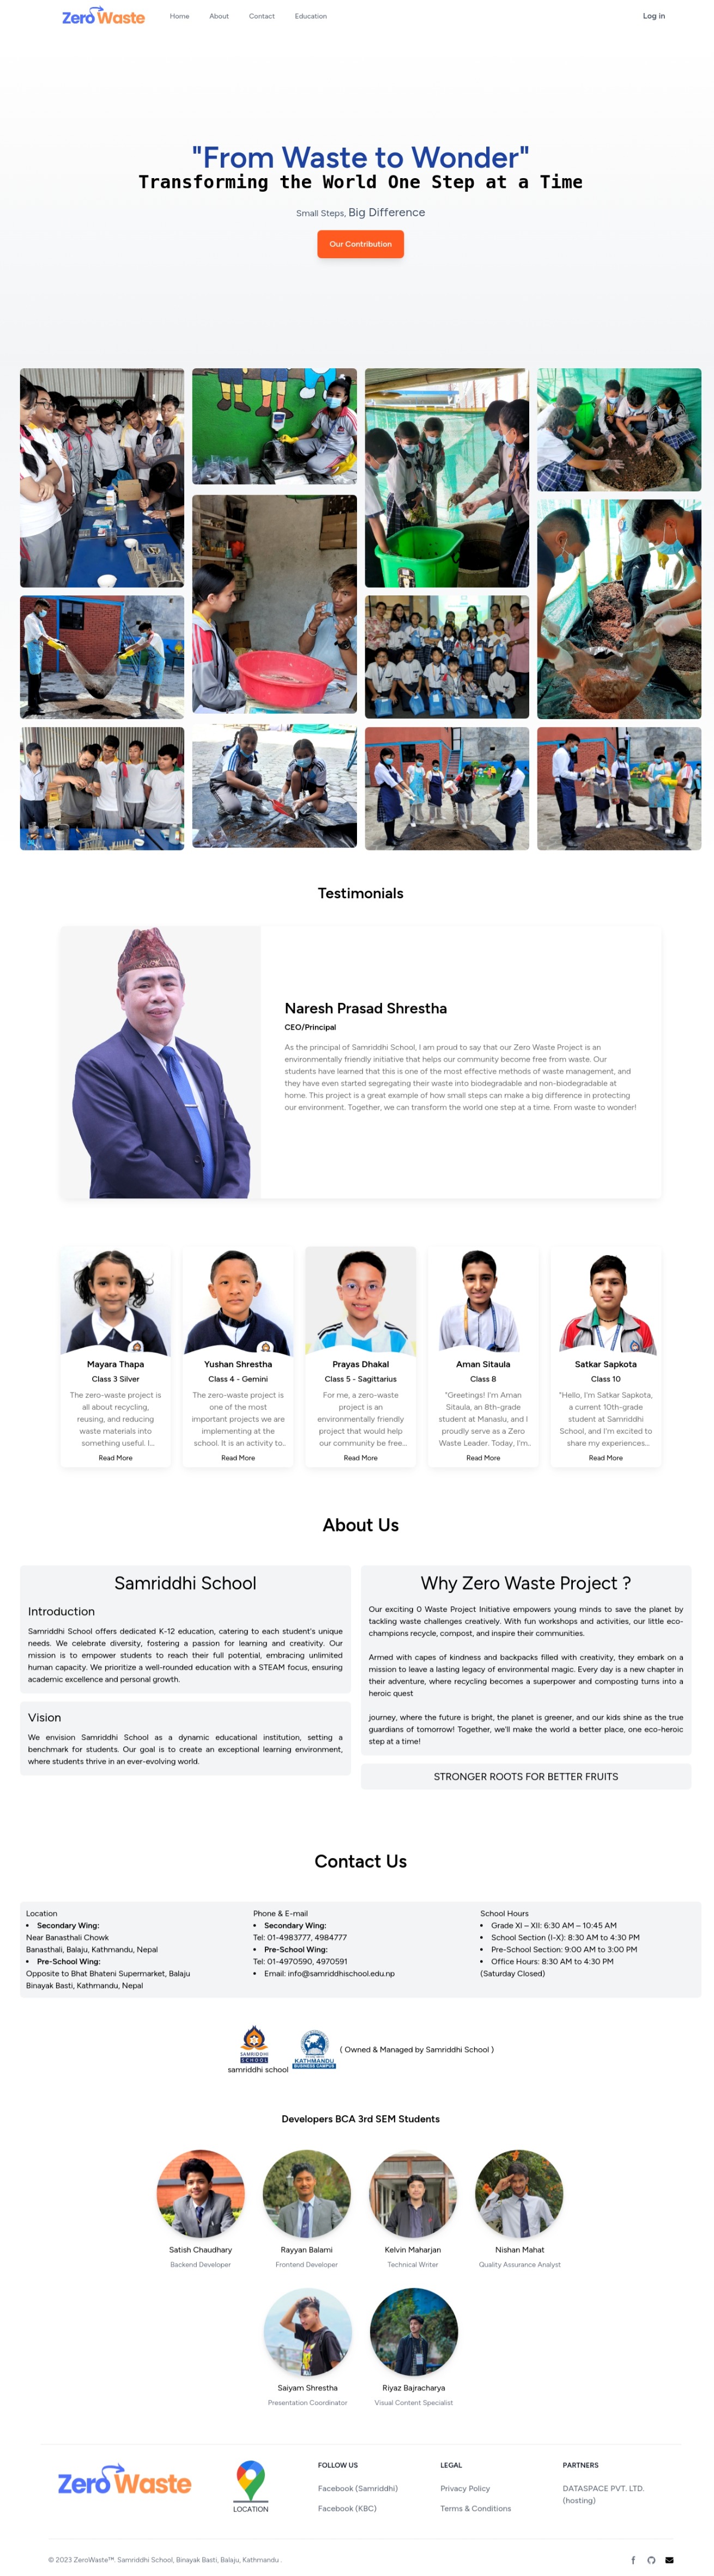 Zero Waste
Home
About
Contact
Education
Log in
"From Waste to Wonder"
Transforming the World One Step at a Time
Small Steps, Big Difference
Our Contribution
Testimonials
Naresh Prasad Shrestha
CEO/Principal
As the principal of Samriddhi School, I am proud to say that our Zero Waste Project is an
environmentally friendly initiative that helps our community become free from waste. Our
students have learned that this is one of the most effective methods of waste management, and
they have even started segregating their waste into biodegradable and non-biodegradable at
home. This project is a great example of how small steps can make a big difference in protecting
our environment. Together, we can transform the world one step at a time. From waste to wonder!
Mayara Thapa
Class 3 Silver
The zero-waste project is
all about recycling,
reusing, and reducing
waste materials into
something useful. I...
Read More
Yushan Shrestha
Class 4 - Gemini
The zero-waste project is
one of the most
important projects we are
implementing at the
school. It is an activity to..
Read More
Prayas Dhakal
Class 5 - Sagittarius
For me, a zero-waste
project is an
environmentally friendly
project that would help
our community be free...
Read More
Aman Sitaula
Class 8
"Greetings! I'm Aman
Sitaula, an 8th-grade
student at Manaslu, and I
proudly serve as a Zero
Waste Leader. Today, I'm..
Read More
Satkar Sapkota
Class 10
"Hello, I'm Satkar Sapkota,
a current 10th-grade
student at Samriddhi
School, and I'm excited to
share my experiences...
Read More
About Us
Samriddhi School
Introduction
Samriddhi School offers dedicated K-12 education, catering to each student's unique
needs. We celebrate diversity, fostering a passion for learning and creativity. Our
mission is to empower students to reach their full potential, embracing unlimited
human capacity. We prioritize a well-rounded education with a STEAM focus, ensuring
academic excellence and personal growth.
Vision
We envision Samriddhi School as a dynamic educational institution, setting a
benchmark for students. Our goal is to create an exceptional learning environment,
where students thrive in an ever-evolving world.
Why Zero Waste Project ?
Our exciting 0 Waste Project Initiative empowers young minds to save the planet by
tackling waste challenges creatively. With fun workshops and activities, our little eco-
champions recycle, compost, and inspire their communities.
Armed with capes of kindness and backpacks filled with creativity, they embark on a
mission to leave a lasting legacy of environmental magic. Every day is a new chapter in
their adventure, where recycling becomes a superpower and composting turns into a
heroic quest
journey, where the future is bright, the planet is greener, and our kids shine as the true
guardians of tomorrow! Together, we'll make the world a better place, one eco-heroic
step at a time!
STRONGER ROOTS FOR BETTER FRUITS
Contact Us
Location
• Secondary Wing:
Near Banasthali Chowk
Banasthali, Balaju, Kathmandu, Nepal
• Pre-School Wing:
Opposite to Bhat Bhateni Supermarket, Balaju
Binayak Basti, Kathmandu, Nepal
Phone & E-mail
• Secondary Wing:
Tel: 01-4983777, 4984777
• Pre-School Wing:
Tel: 01-4970590, 4970591
• Email: info@samriddhischool.edu.np
School Hours
• Grade XI – XII: 6:30 AM – 10:45 AM
• School Section (I-X): 8:30 AM to 4:30 PM
• Pre-School Section: 9:00 AM to 3:00 PM
• Office Hours: 8:30 AM to 4:30 PM
(Saturday Closed)
SAMRIDDHI
SCHOOL
samriddhi school
KATHMANDU
BUSINESS CAMPUS
( Owned & Managed by Samriddhi School )
Developers BCA 3rd SEM Students
Satish Chaudhary
Backend Developer
Rayyan Balami
Frontend Developer
Kelvin Maharjan
Technical Writer
Nishan Mahat
Quality Assurance Analyst
Saiyam Shrestha
Presentation Coordinator
Riyaz Bajracharya
Visual Content Specialist
Zero Waste
LOCATION
FOLLOW US
Facebook (Samriddhi)
Facebook (KBC)
LEGAL
Privacy Policy
Terms & Conditions
PARTNERS
DATASPACE PVT. LTD.
(hosting)
© 2023 ZeroWaste™. Samriddhi School, Binayak Basti, Balaju, Kathmandu .